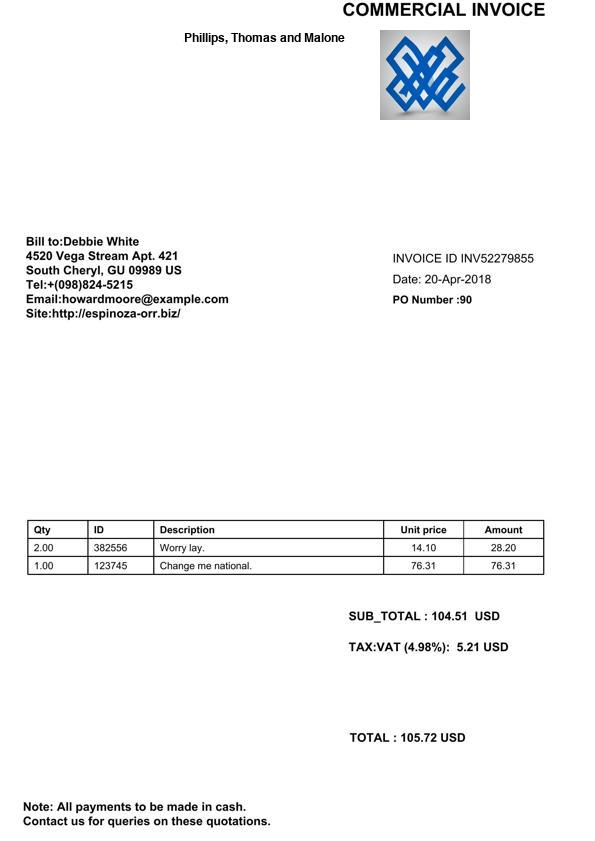 COMMERCIAL INVOICE
Phillips, Thomas and Malone
Bill to:Debbie White
4520 Vega Stream Apt. 421
South Cheryl, GU 09989 US
Tel:+(098)824-5215
Email:howardmoore@example.com
Site:http://espinoza-orr.biz/
INVOICE ID INV52279855
Date: 20-Apr-2018
PO Number :90
Qty ID Description Unit price Amount
2.00 382556 Worry lay. 14.10 28.20
1.00 123745 Change me national. 76.31 76.31
SUB_TOTAL : 104.51 USD
TAX:VAT (4.98%): 5.21 USD
TOTAL : 105.72 USD
Note: All payments to be made in cash.
Contact us for queries on these quotations.